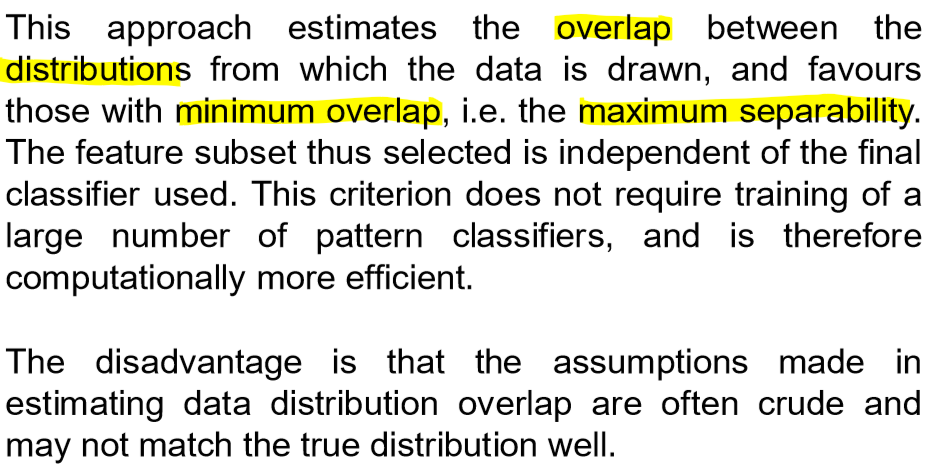 This approach estimates the overlap between the
distributions from which the data is drawn, and favours
those with minimum overlap, i.e. the maximum separability.
The feature subset thus selected is independent of the final
classifier used. This criterion does not require training of a
large number of pattern classifiers, and is therefore
computationally more efficient.
The disadvantage is that the assumptions made in
estimating data distribution overlap are often crude and
may not match the true distribution well.